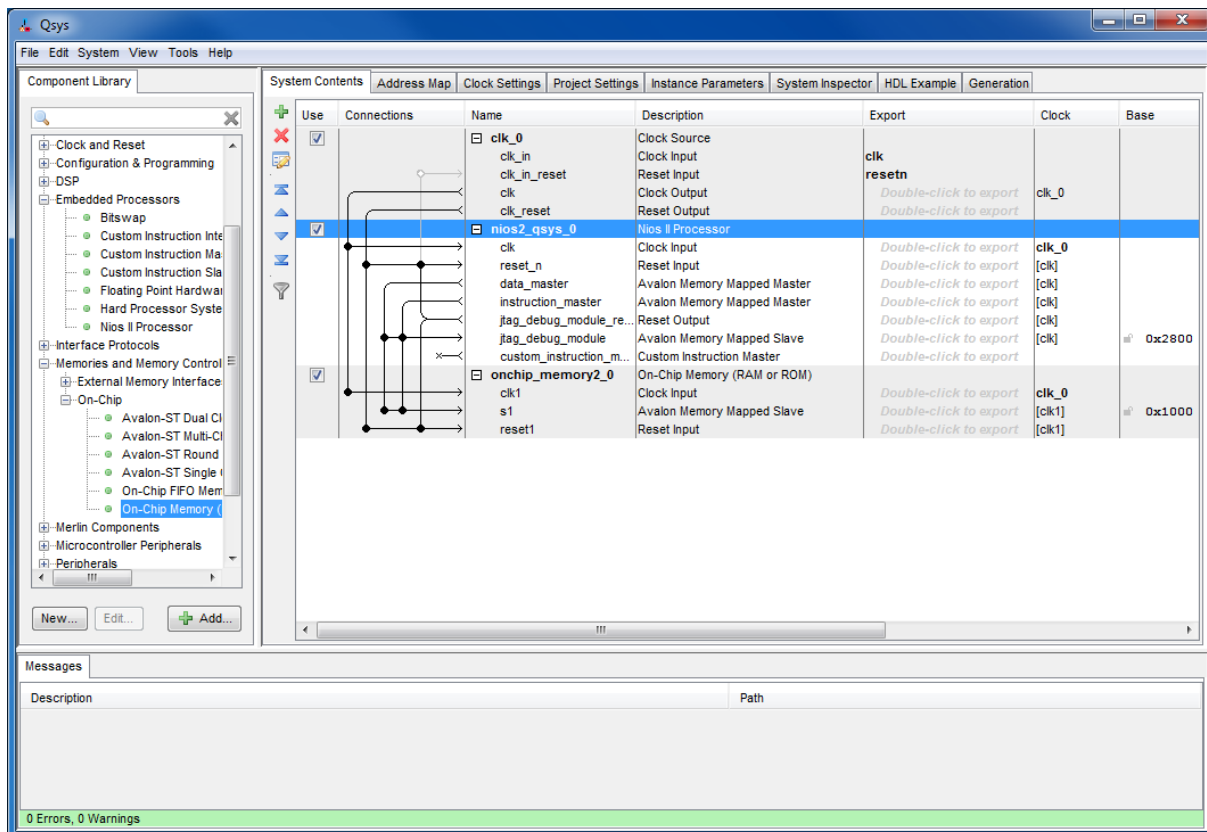 Qsys
File Edit System View Tools Help
Component Library
Clock and Reset
Configuration & Programming
DSP
Embedded Processors
Bitswap
Custom Instruction Inte
Custom Instruction Ma
Custom Instruction Sla
Floating Point Hardwar
Hard Processor Syste
Nios II Processor
Interface Protocols
Memories and Memory Control
External Memory Interface
On-Chip
Avalon-ST Dual Cl
Avalon-ST Multi-Cl
Avalon-ST Round
Avalon-ST Single
On-Chip FIFO Mem
On-Chip Memory (
Merlin Components
Microcontroller Peripherals
Peripherals
New... Edit... Add...
System Contents Address Map Clock Settings Project Settings Instance Parameters System Inspector HDL Example Generation
Use Connections Name Description Export Clock Base
clk_0 Clock Source
clk_in Clock Input clk
clk_in_reset Reset Input resetn
clk Clock Output Double-click to export clk_0
clk_reset Reset Output Double-click to export
nios2_qsys_0 Nios II Processor
clk Clock Input Double-click to export clk_0
reset_n Reset Input Double-click to export [clk]
data_master Avalon Memory Mapped Master Double-click to export [clk]
instruction_master Avalon Memory Mapped Master Double-click to export [clk]
jtag_debug_module_re... Reset Output Double-click to export [clk]
jtag_debug_module Avalon Memory Mapped Slave Double-click to export [clk] 0x2800
custom_instruction_m... Custom Instruction Master Double-click to export
onchip_memory2_0 On-Chip Memory (RAM or ROM)
clk1 Clock Input Double-click to export clk_0
s1 Avalon Memory Mapped Slave Double-click to export [clk1] 0x1000
reset1 Reset Input Double-click to export [clk1]
Messages
Description Path
0 Errors, 0 Warnings